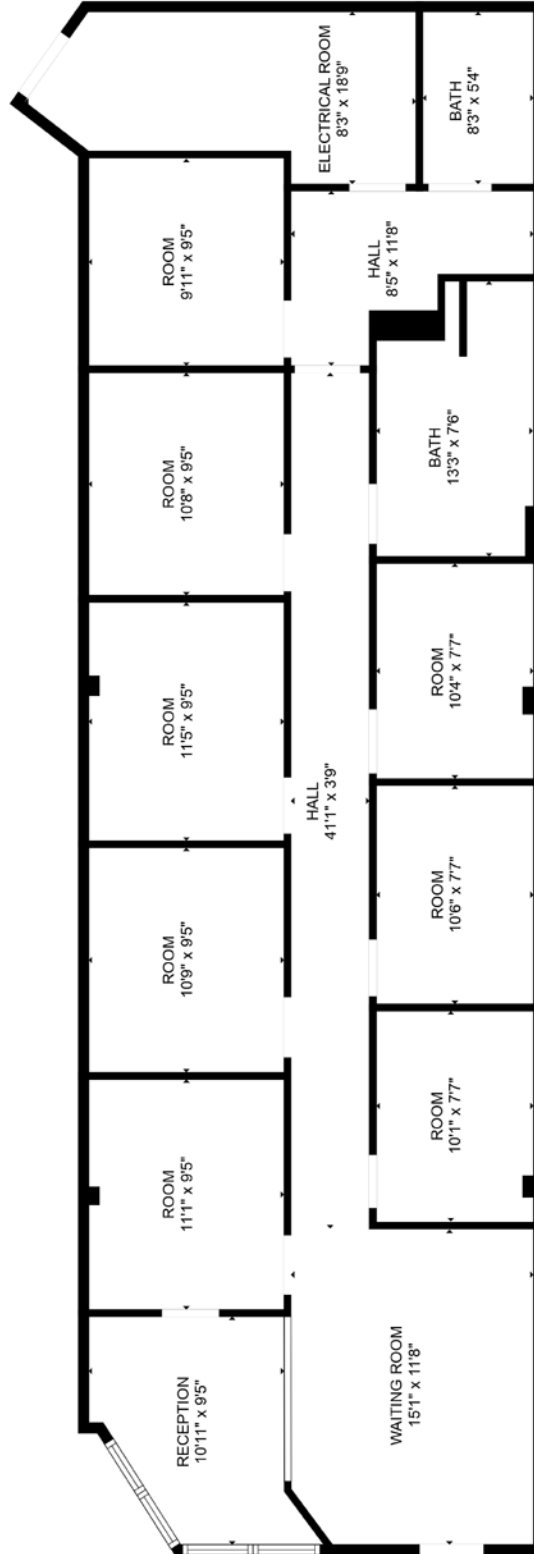 ELECTRICAL ROOM
8'3" x 18'9"
BATH
8'3" x 5'4"
ROOM
9'11" x 9'5"
HALL
8'5" x 11'8"
ROOM
10'8" x 9'5"
BATH
13'3" x 7'6"
ROOM
11'5" x 9'5"
ROOM
10'4" x 7'7"
HALL
41'1" x 3'9"
ROOM
10'9" x 9'5"
ROOM
10'6" x 7'7"
ROOM
11'1" x 9'5"
ROOM
10'1" x 7'7"
RECEPTION
10'11" x 9'5"
WAITING ROOM
15'1" x 11'8"